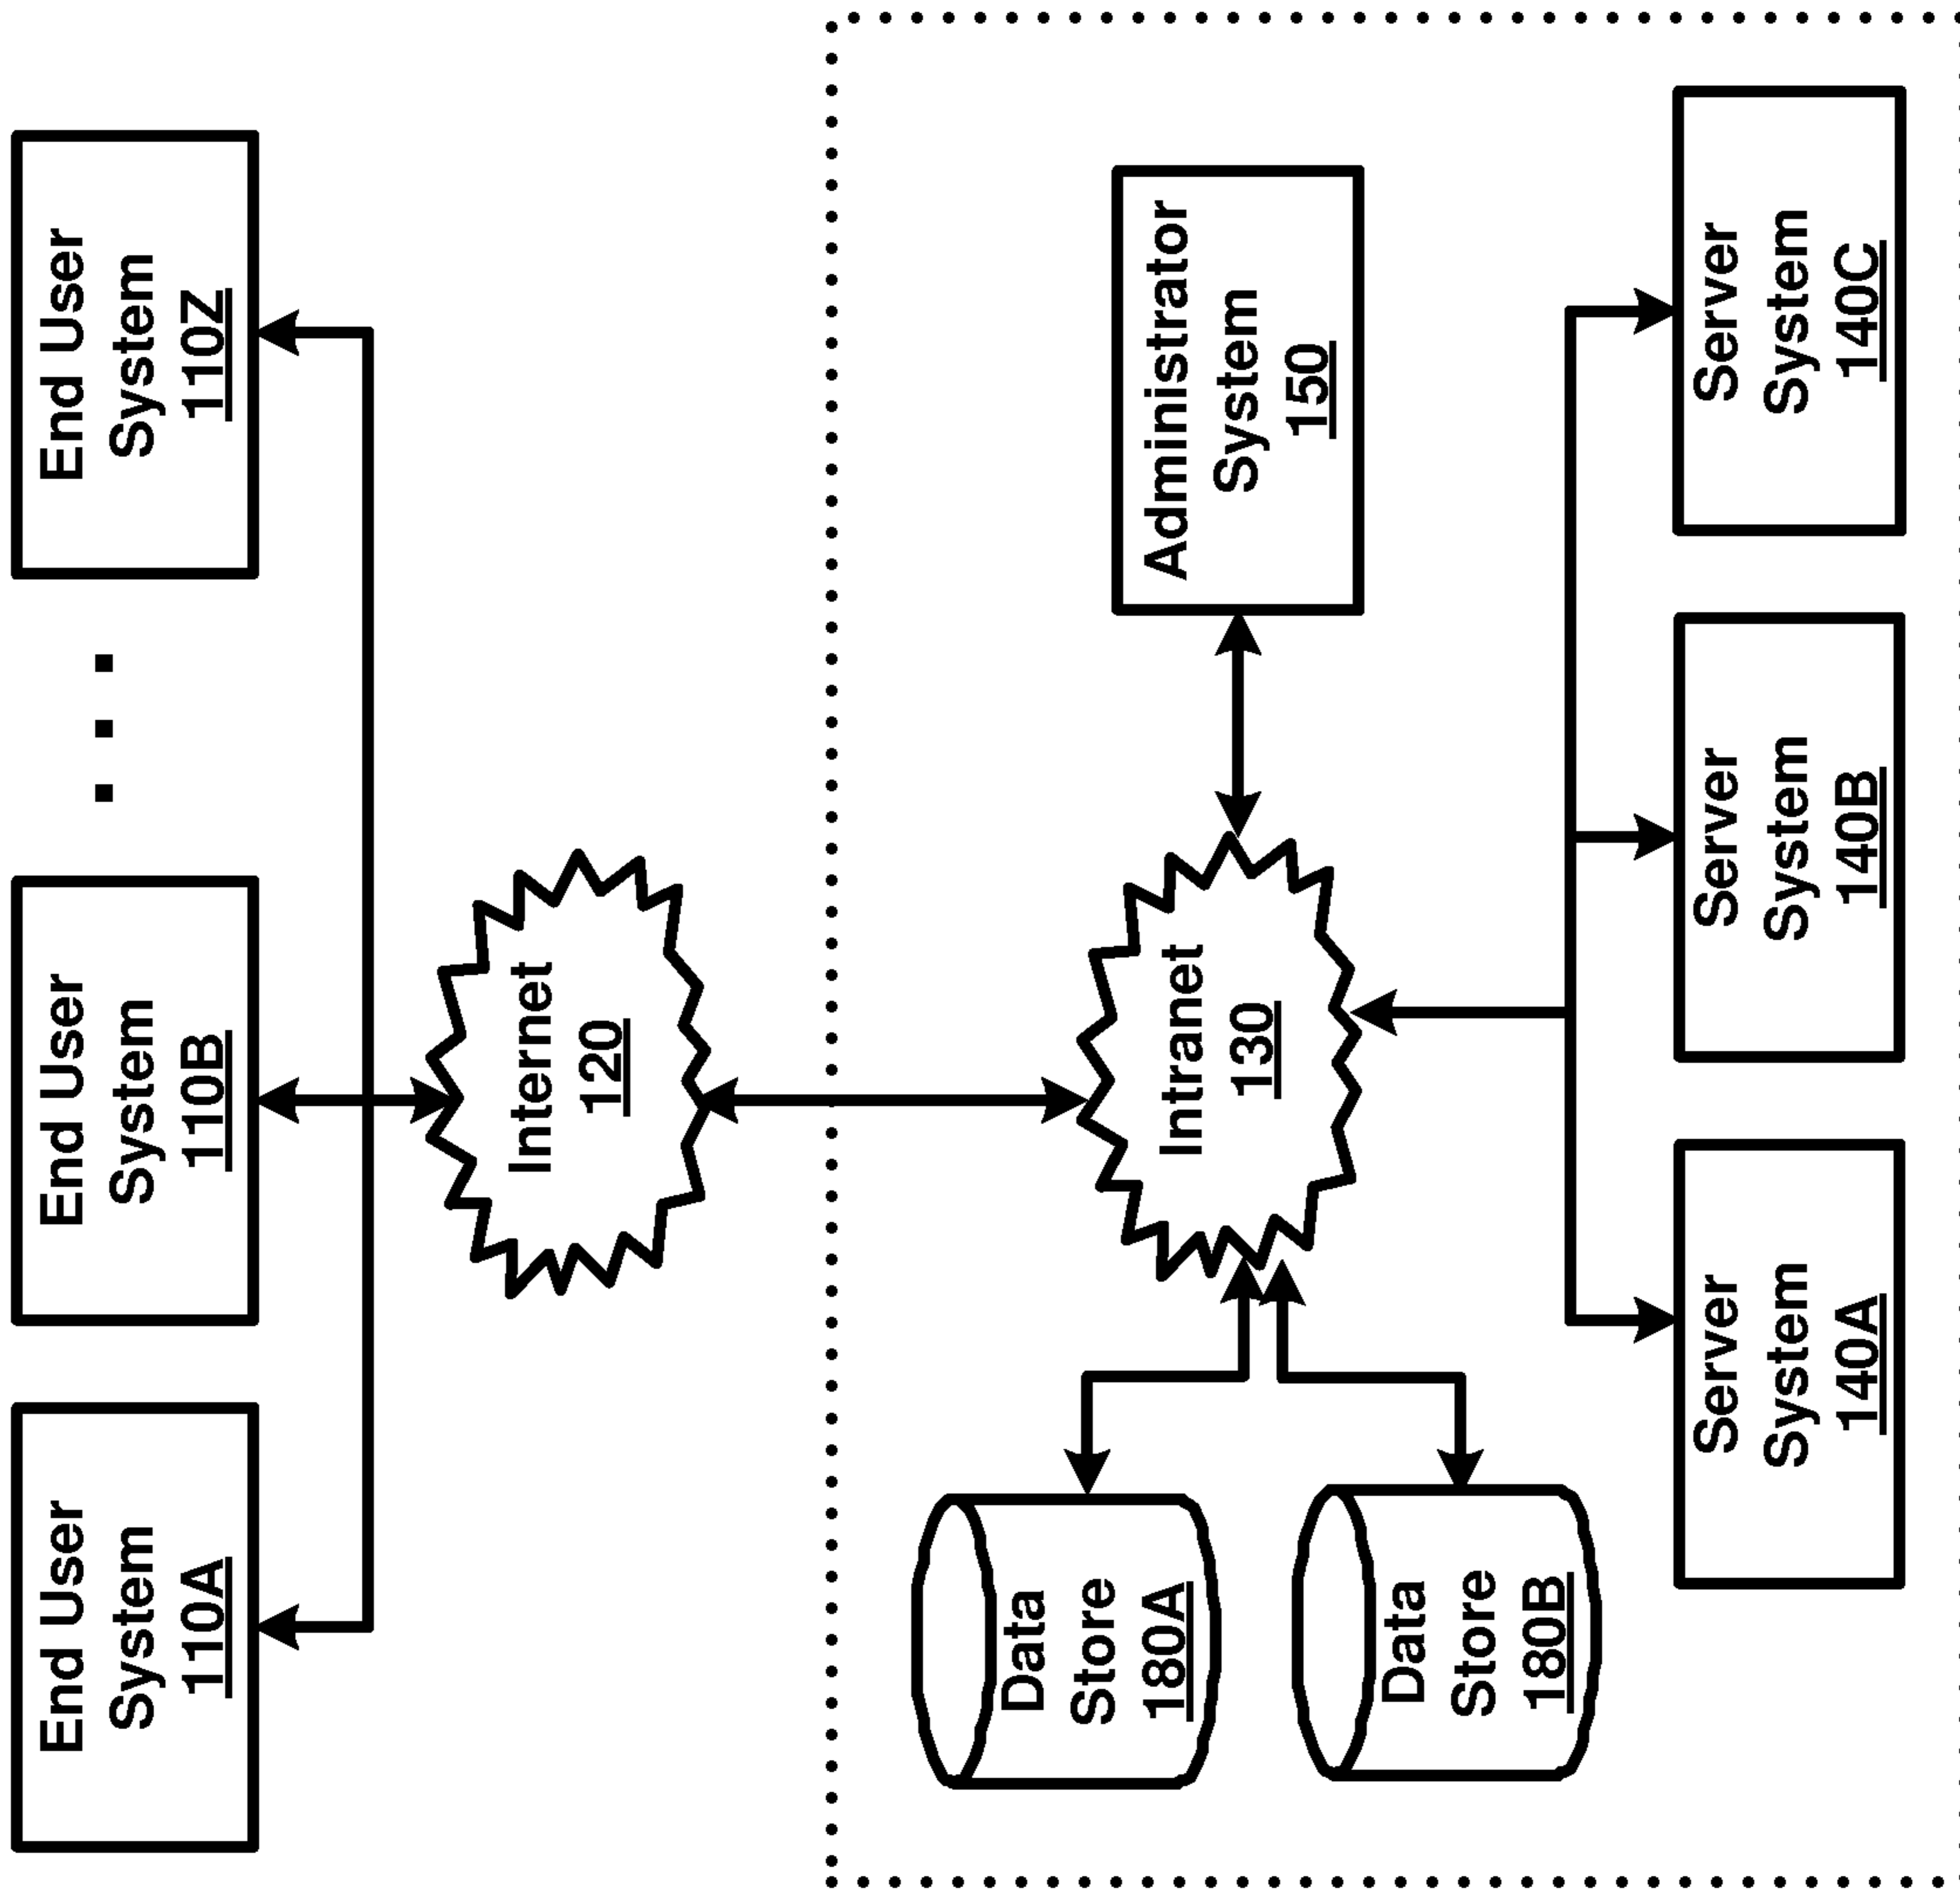 End User
System
110A
End User
System
110B
. . .
End User
System
110Z
Internet
120
Data
Store
180A
Data
Store
180B
Intranet
130
Administrator
System
150
Server
System
140A
Server
System
140B
Server
System
140C